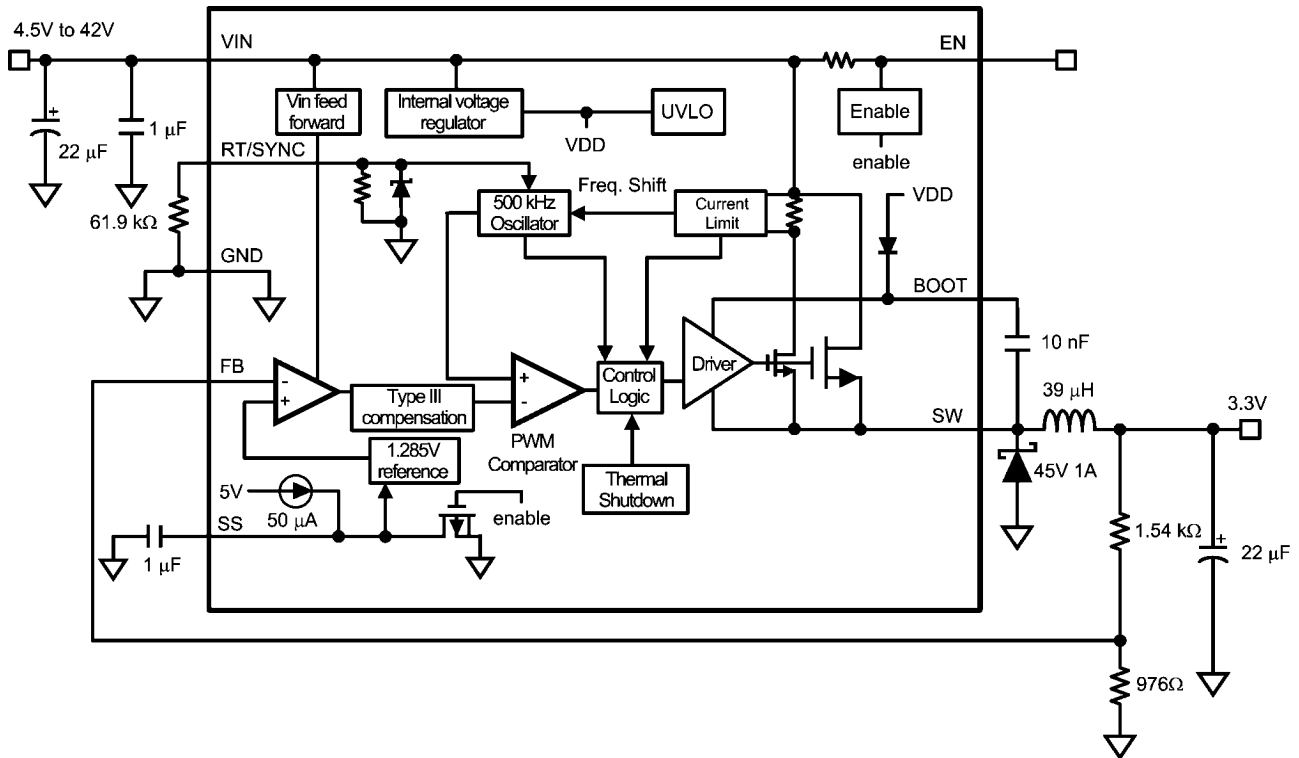 4.5V to 42V
VIN
EN
Vin feed
forward
Internal voltage
regulator
UVLO
Enable
VDD
enable
+
22 μF
1 μF
RT/SYNC
Freq. Shift
VDD
500 kHz
Oscillator
Current
Limit
61.9 kΩ
GND
BOOT
10 nF
FB
-
+
Type III
compensation
+
-
PWM
Comparator
Control
Logic
Driver
39 μH
SW
3.3V
1.285V
reference
Thermal
Shutdown
45V 1A
5V
50 μA
enable
SS
1 μF
1.54 kΩ
+
22 μF
976Ω